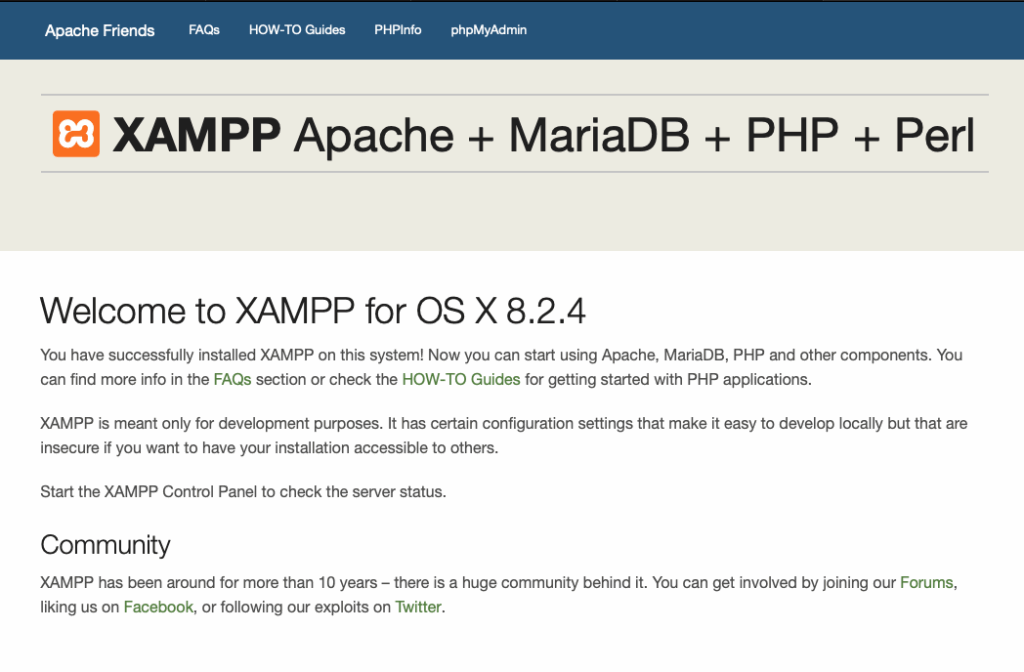 Apache Friends FAQs HOW-TO Guides PHPInfo phpMyAdmin
XAMPP Apache + MariaDB + PHP + Perl
Welcome to XAMPP for OS X 8.2.4
You have successfully installed XAMPP on this system! Now you can start using Apache, MariaDB, PHP and other components. You
can find more info in the FAQs section or check the HOW-TO Guides for getting started with PHP applications.
XAMPP is meant only for development purposes. It has certain configuration settings that make it easy to develop locally but that are
insecure if you want to have your installation accessible to others.
Start the XAMPP Control Panel to check the server status.
Community
XAMPP has been around for more than 10 years – there is a huge community behind it. You can get involved by joining our Forums,
liking us on Facebook, or following our exploits on Twitter.